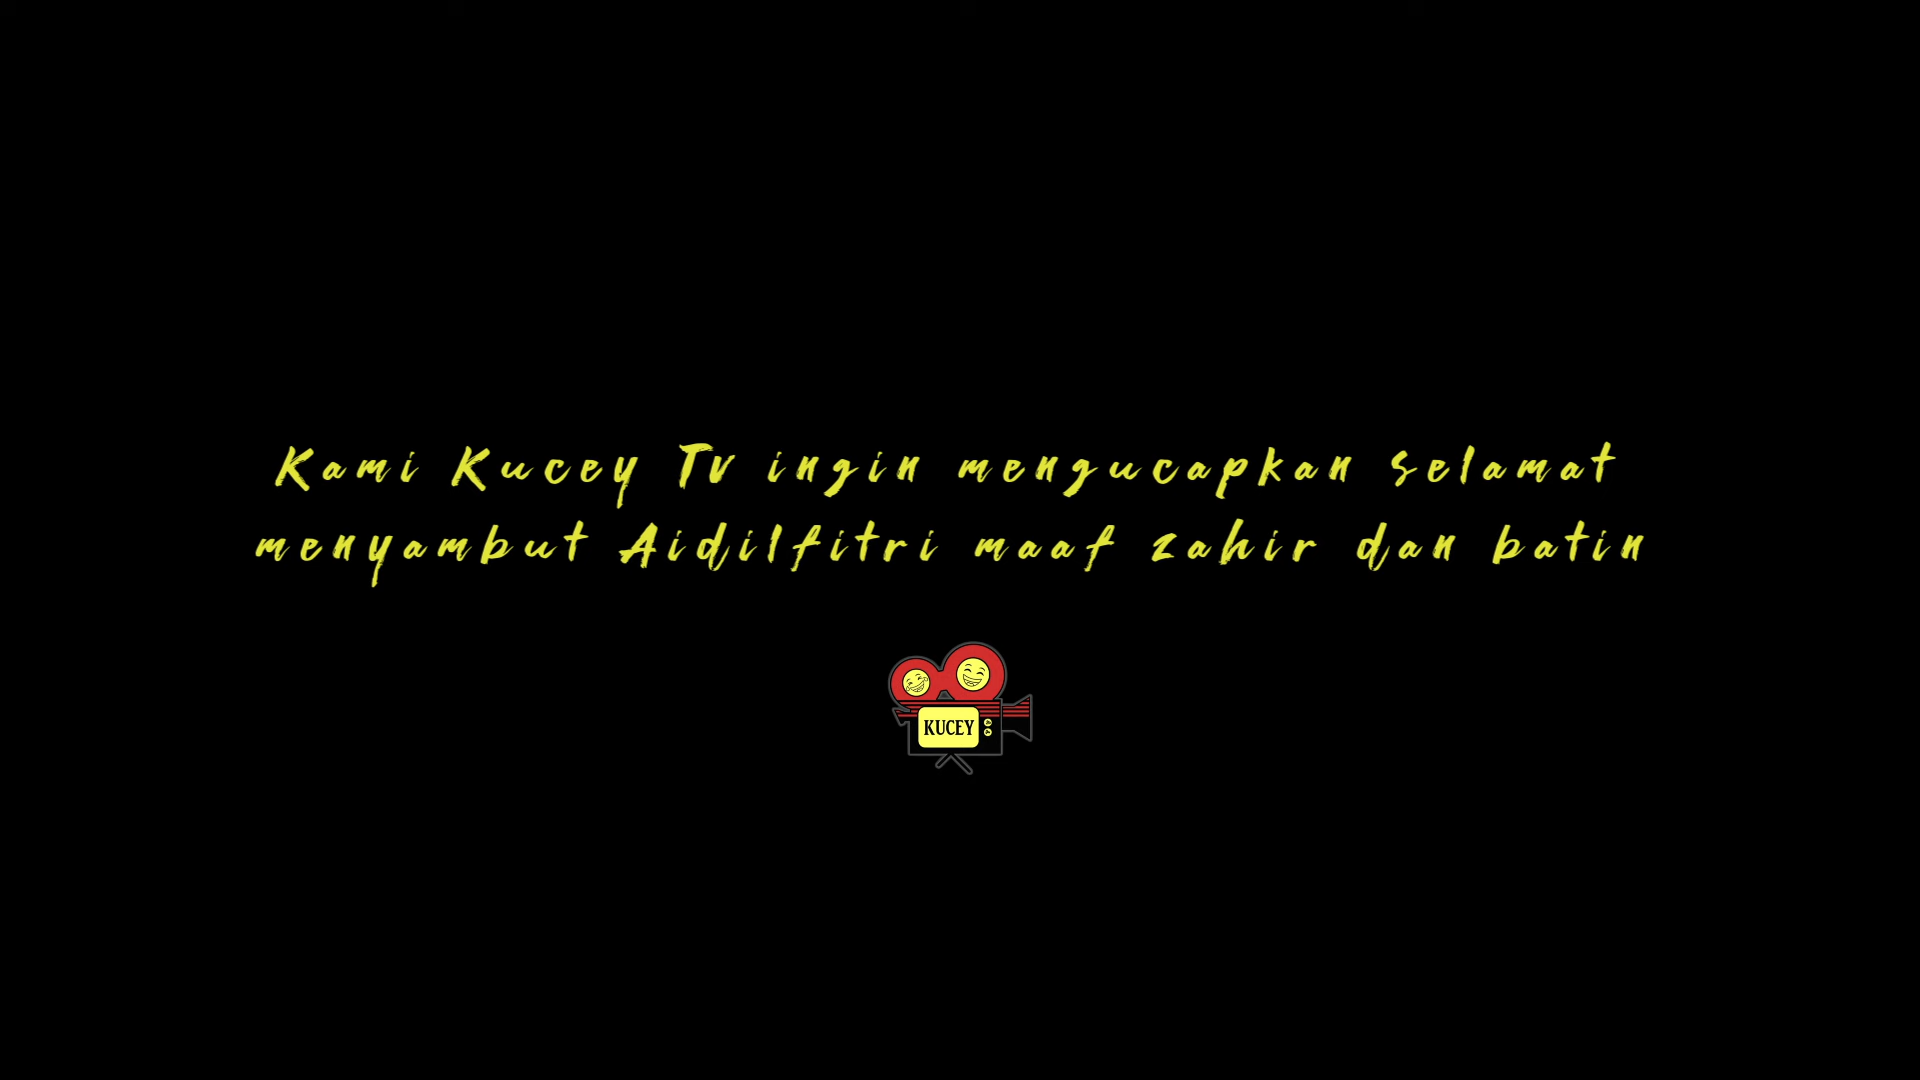 Kami Kucey Tv ingin mengucapkan selamat
menyambut Aidilfitri maaf zahir dan batin
KUCEY